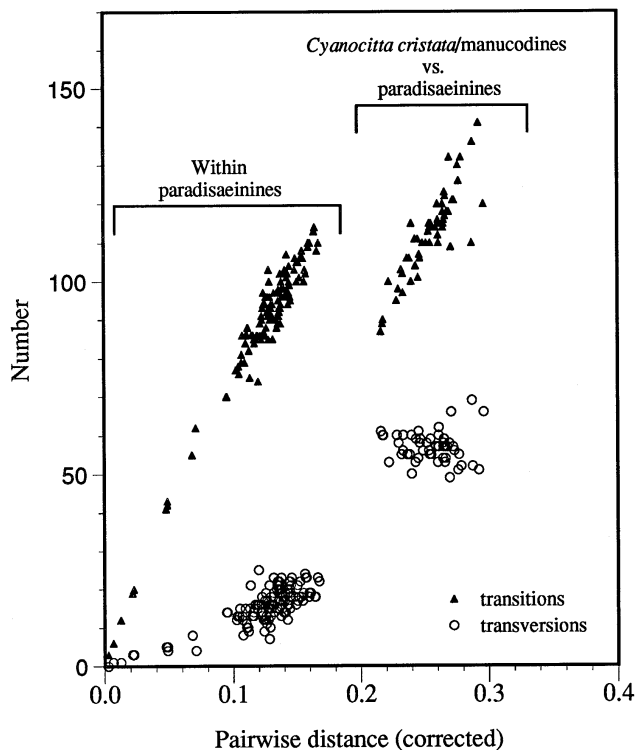 Cyanocitta cristata/manucodines
vs.
paradisaeinines
Within
paradisaeinines
150
100
50
0
Number
transitions
transversions
0.0
0.1
0.2
0.3
0.4
Pairwise distance (corrected)